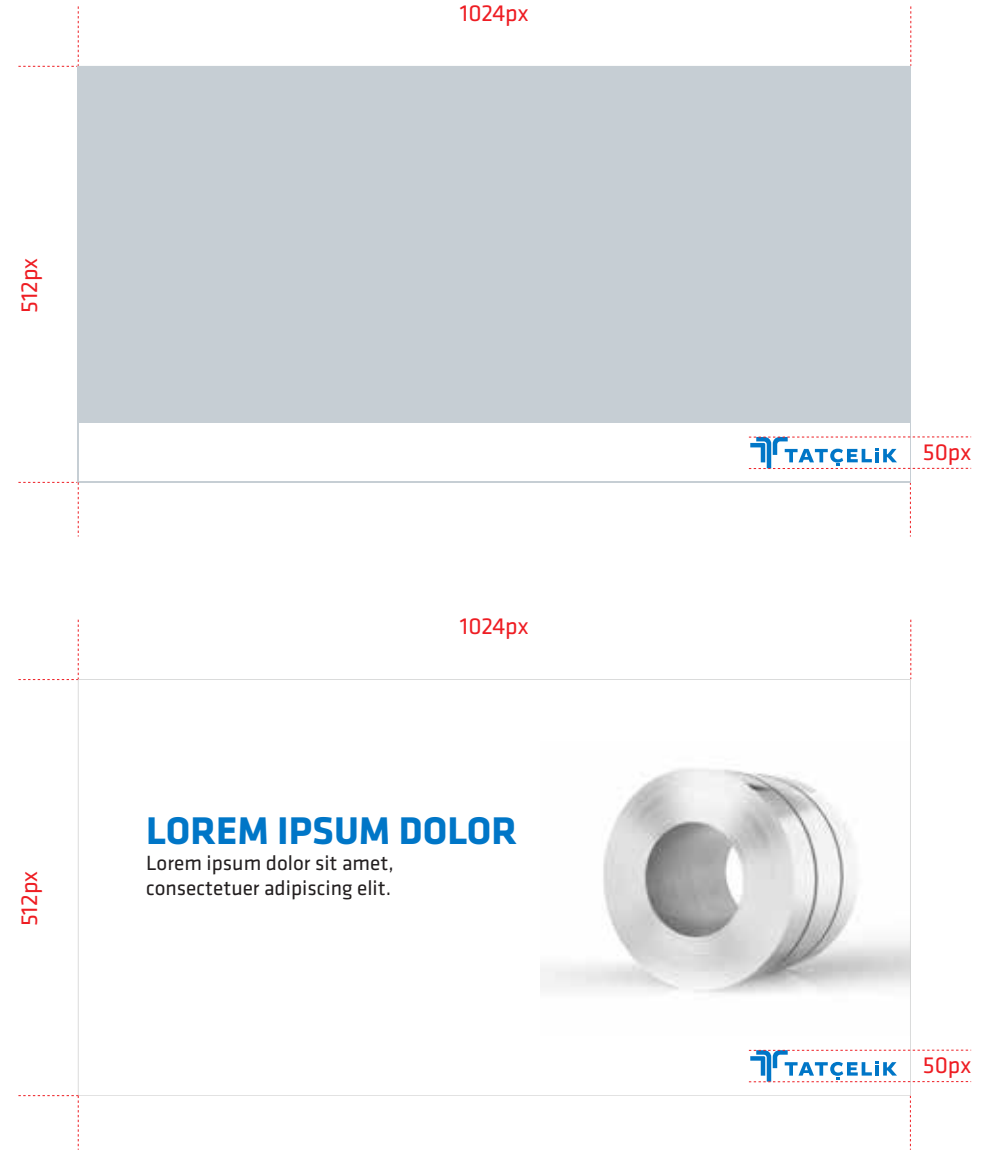 1024px
512px
TATÇELİK
50px
1024px
LOREM IPSUM DOLOR
Lorem ipsum dolor sit amet,
consectetuer adipiscing elit.
512px
TATÇELİK
50px